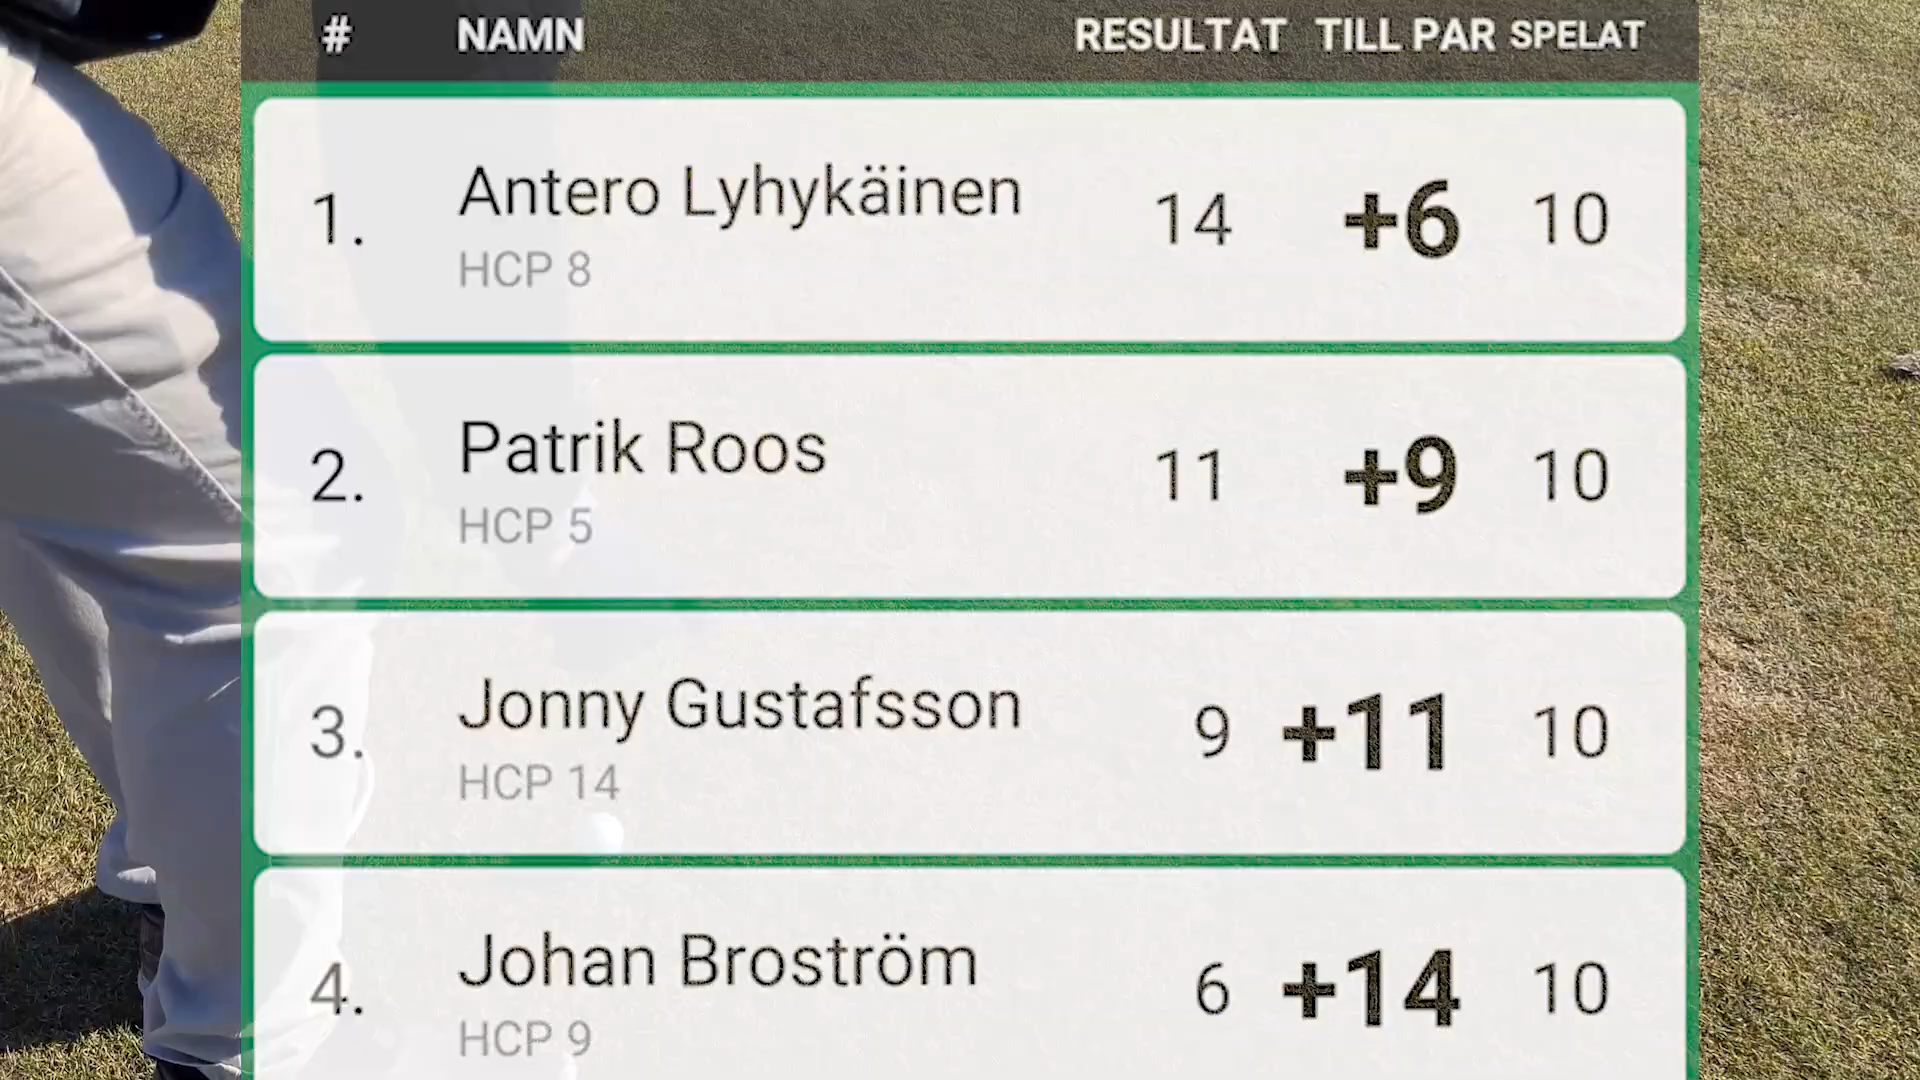 # NAMN RESULTAT TILL PAR SPELAT
1. Antero Lyhykäinen 14 +6 10
HCP 8
2. Patrik Roos 11 +9 10
HCP 5
3. Jonny Gustafsson 9 +11 10
HCP 14
4. Johan Broström 6 +14 10
HCP 9